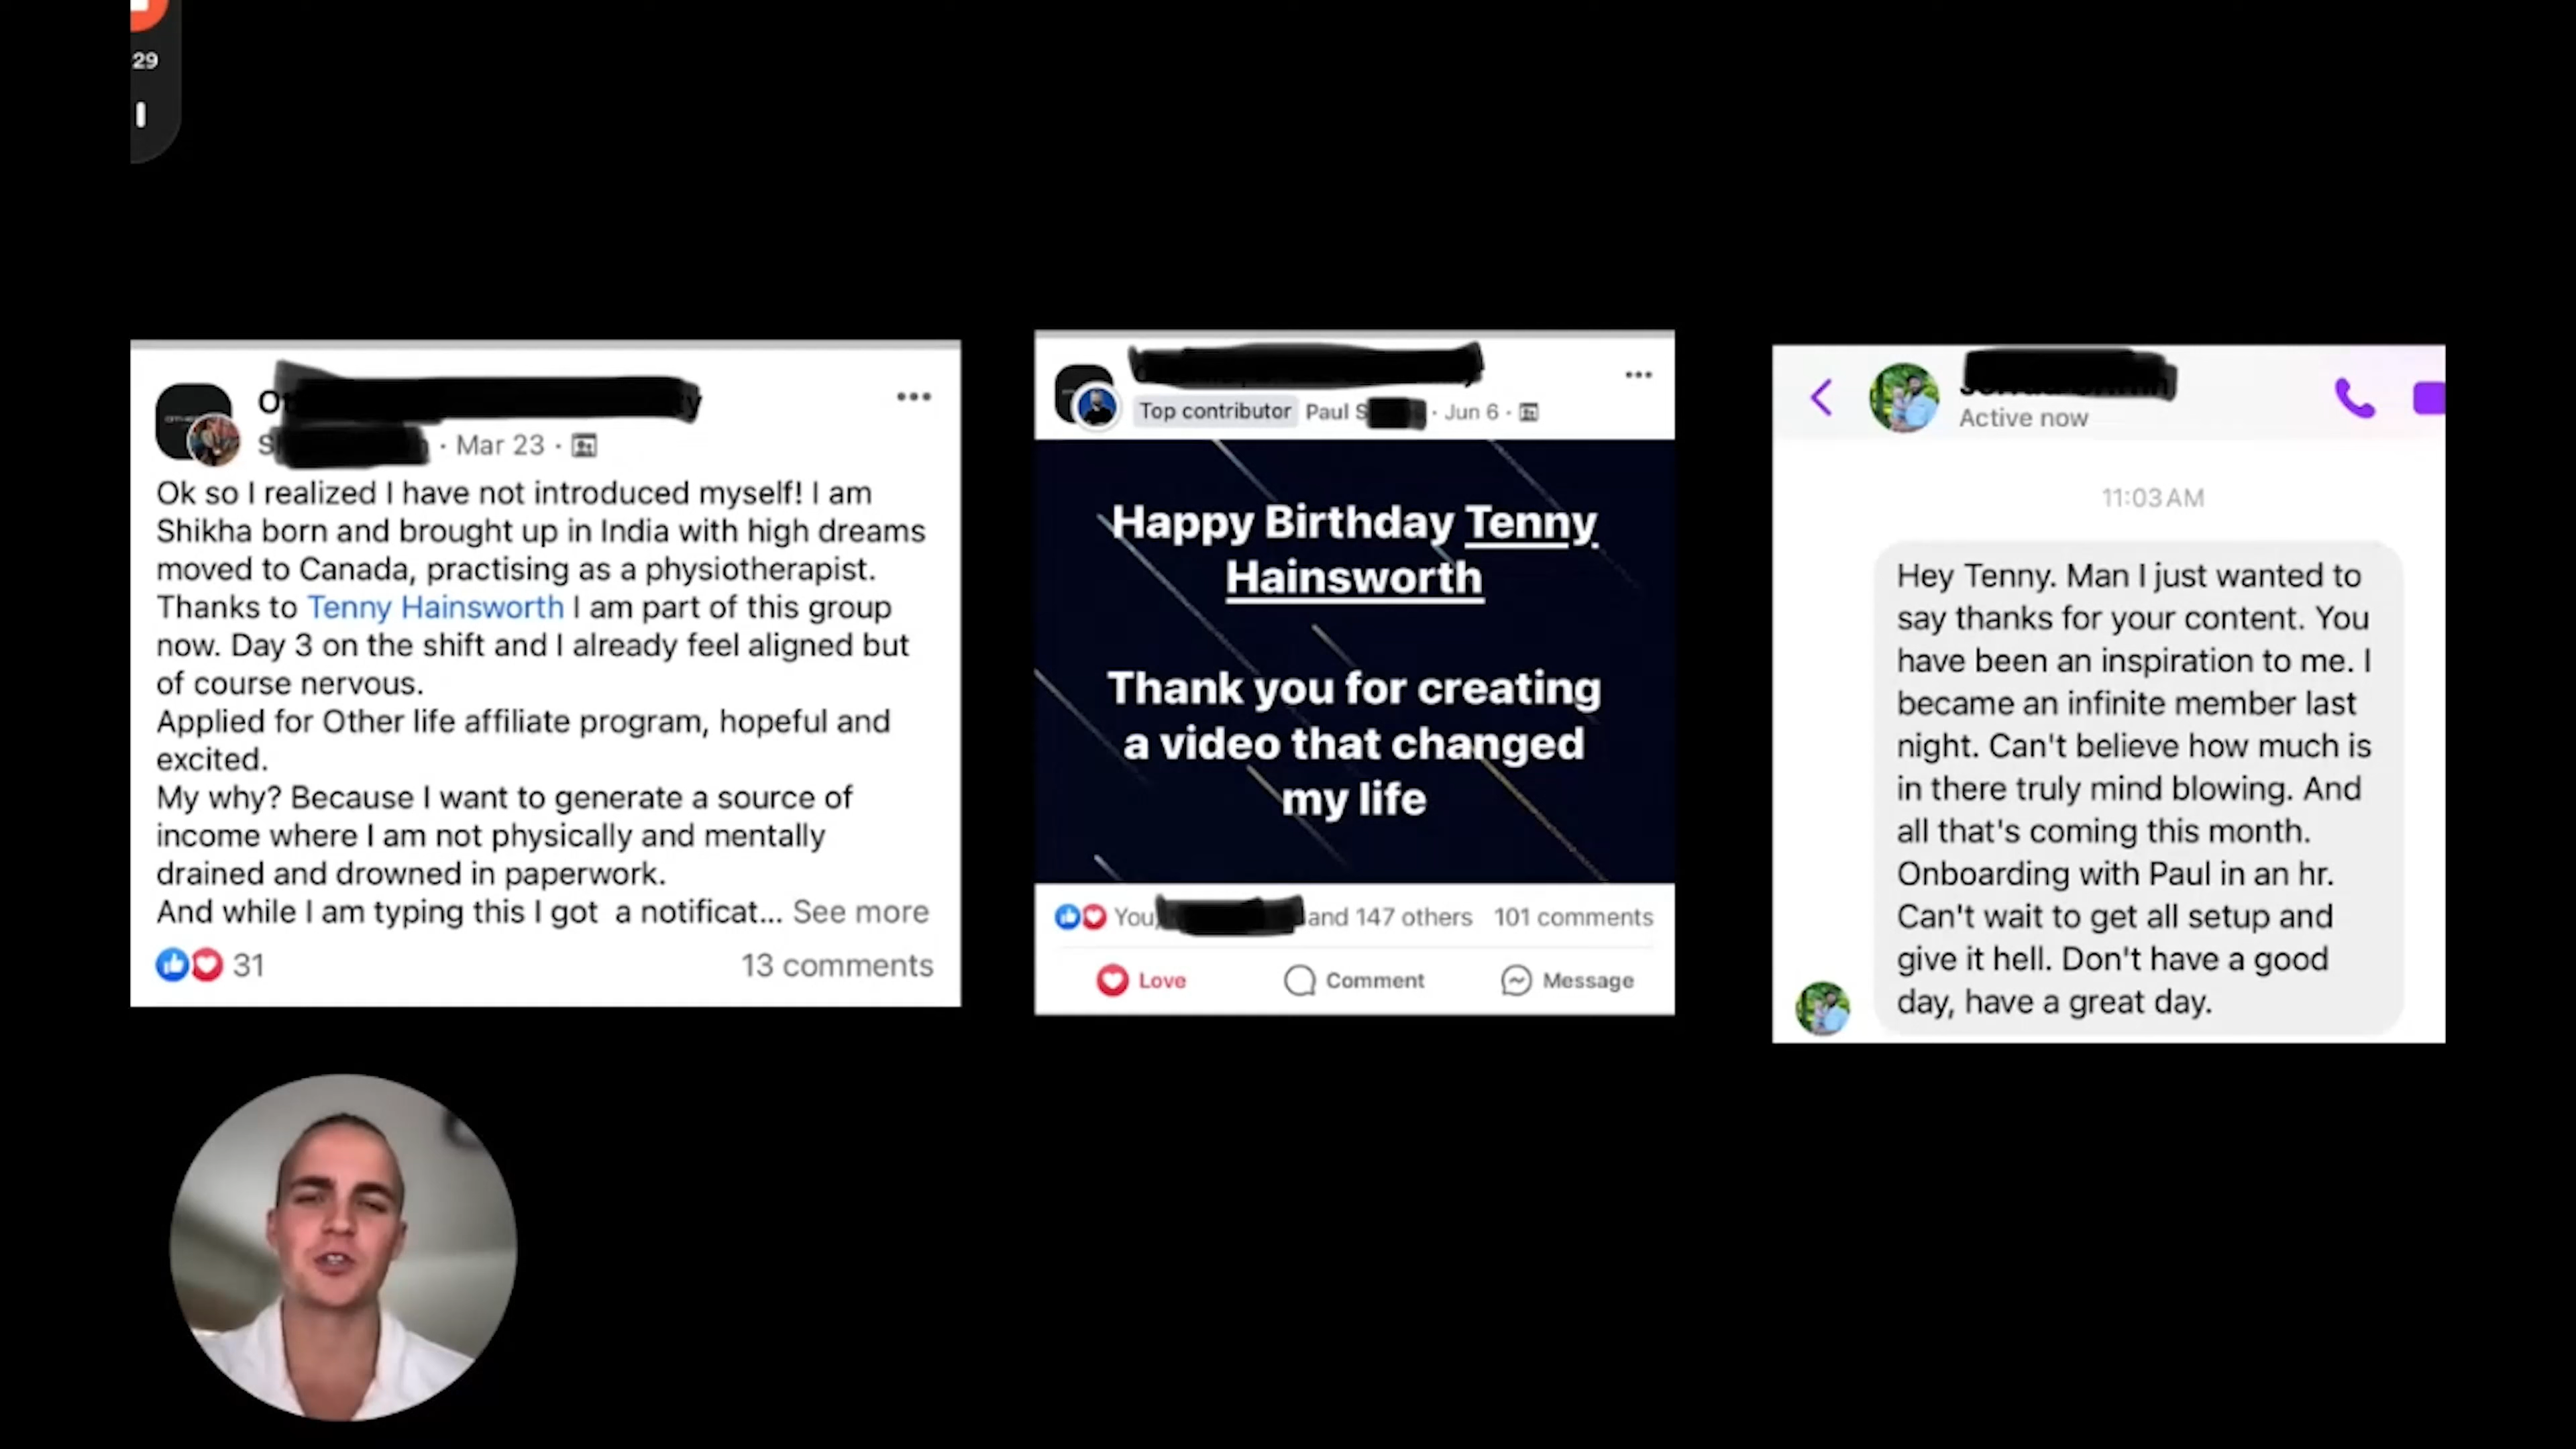 29
Mar 23
Ok so I realized I have not introduced myself! I am
Shikha born and brought up in India with high dreams
moved to Canada, practising as a physiotherapist.
Thanks to Tenny Hainsworth I am part of this group
now. Day 3 on the shift and I already feel aligned but
of course nervous.
Applied for Other life affiliate program, hopeful and
excited.
My why? Because I want to generate a source of
income where I am not physically and mentally
drained and drowned in paperwork.
And while I am typing this I got a notificat... See more
31 13 comments
Top contributor Paul S · Jun 6 ·
Happy Birthday Tenny
Hainsworth
Thank you for creating
a video that changed
my life
You, and 147 others 101 comments
Love Comment Message
Active now
11:03 AM
Hey Tenny. Man I just wanted to
say thanks for your content. You
have been an inspiration to me. I
became an infinite member last
night. Can't believe how much is
in there truly mind blowing. And
all that's coming this month.
Onboarding with Paul in an hr.
Can't wait to get all setup and
give it hell. Don't have a good
day, have a great day.